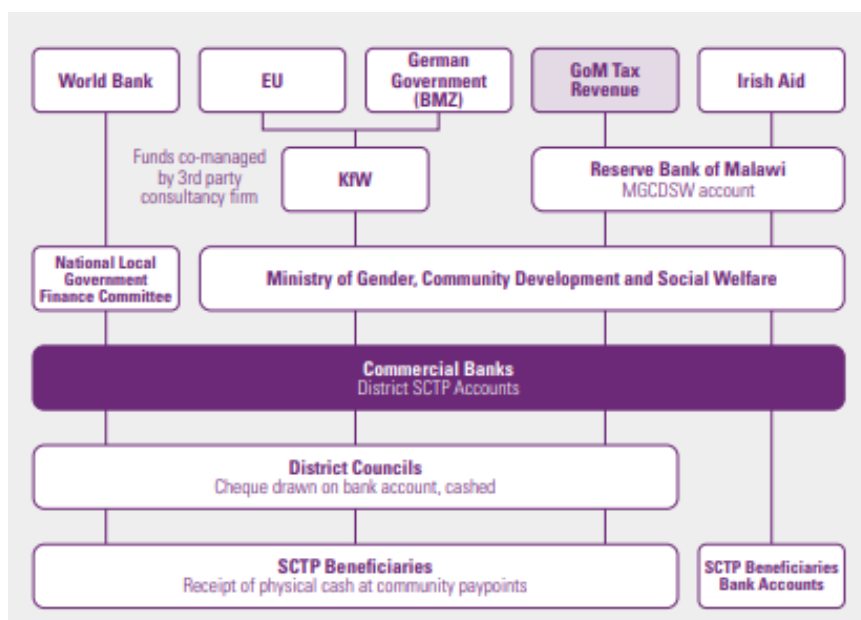 World Bank
EU
German
Government
(BMZ)
GoM Tax
Revenue
Irish Aid
Funds co-managed
by 3rd party
consultancy firm
KfW
Reserve Bank of Malawi
MGCDSW account
National Local
Government
Finance Committee
Ministry of Gender, Community Development and Social Welfare
Commercial Banks
District SCTP Accounts
District Councils
Cheque drawn on bank account, cashed
SCTP Beneficiaries
Receipt of physical cash at community paypoints
SCTP Beneficiaries
Bank Accounts